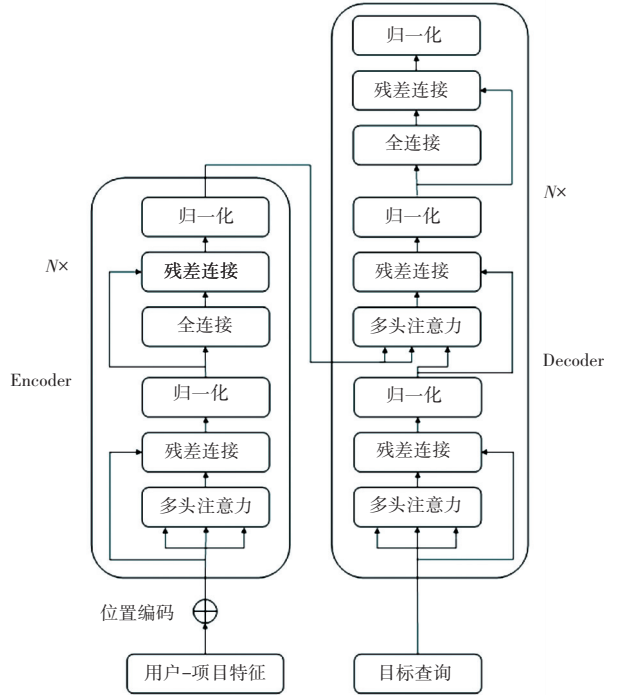 归一化
残差连接
全连接
归一化
残差连接
多头注意力
归一化
残差连接
多头注意力
N×
Decoder
目标查询
归一化
残差连接
全连接
归一化
残差连接
多头注意力
N×
Encoder
位置编码
用户-项目特征